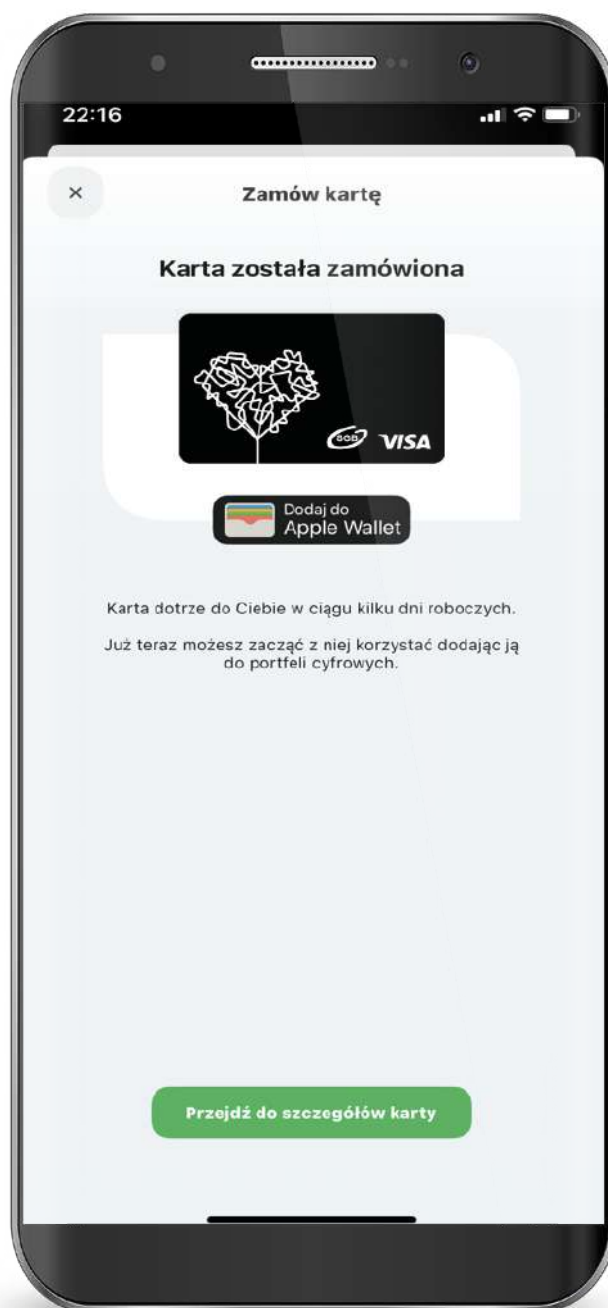 22:16
Zamów kartę
Karta została zamówiona
SGB VISA
Dodaj do
Apple Wallet
Karta dotrze do Ciebie w ciągu kilku dni roboczych.
Już teraz możesz zacząć z niej korzystać dodając ją
do portfeli cyfrowych.
Przejdź do szczegółów karty